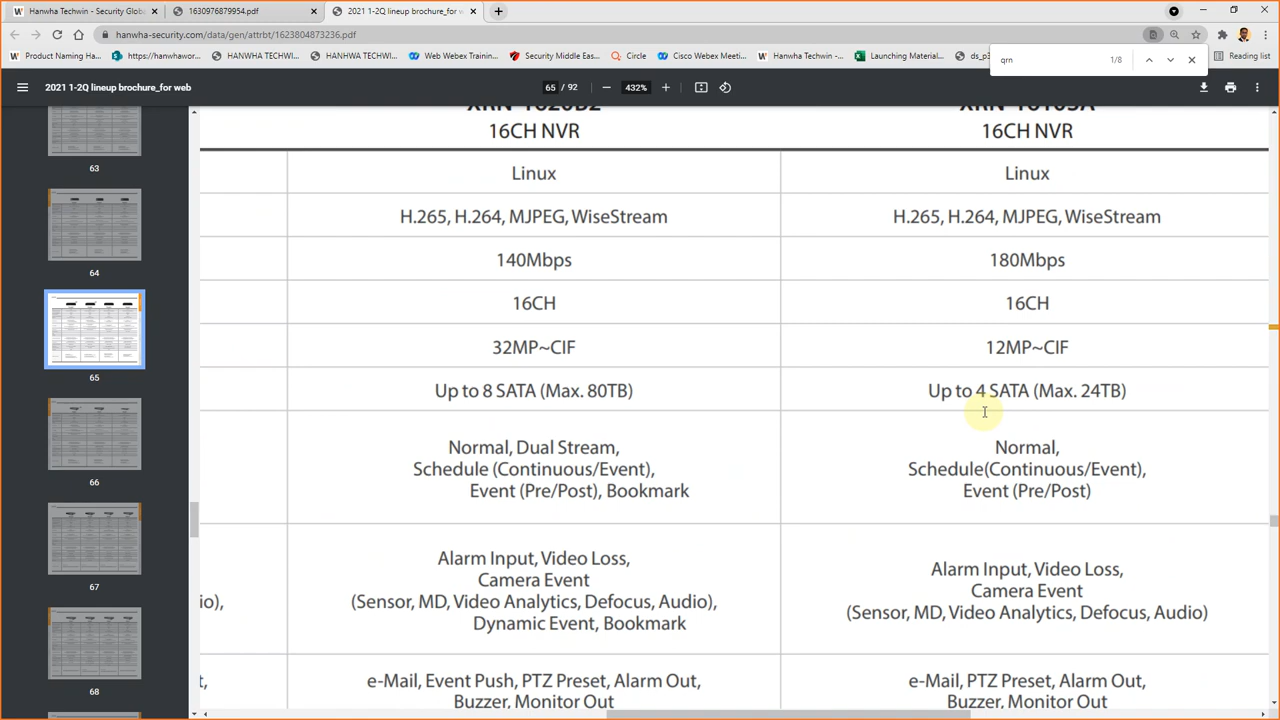 Hanwha Techwin - Security Glob
1630976879954.pdf
2021 1-2Q lineup brochure_for w
hanwha-security.com/data/gen/attrbt/1623804873236.pdf
Product Naming Ha...
https://hanwhawor...
HANWHA TECHWI...
HANHWA TECHWI...
Web Webex Trainin...
Security Middle Eas...
Circle
Cisco Webex Meeti...
Hanwha Techwin -...
Launching Material...
ds_p3
Reading list
qrn
1/8
2021 1-2Q lineup brochure_for web
65 / 92
432%
63
64
65
66
67
68
16CH NVR
16CH NVR
Linux
Linux
H.265, H.264, MJPEG, WiseStream
H.265, H.264, MJPEG, WiseStream
140Mbps
180Mbps
16CH
16CH
32MP~CIF
12MP~CIF
Up to 8 SATA (Max. 80TB)
Up to 4 SATA (Max. 24TB)
Normal, Dual Stream,
Schedule (Continuous/Event),
Event (Pre/Post), Bookmark
Normal,
Schedule(Continuous/Event),
Event (Pre/Post)
io),
Alarm Input, Video Loss,
Camera Event
(Sensor, MD, Video Analytics, Defocus, Audio),
Dynamic Event, Bookmark
Alarm Input, Video Loss,
Camera Event
(Sensor, MD, Video Analytics, Defocus, Audio)
t,
e-Mail, Event Push, PTZ Preset, Alarm Out,
Buzzer, Monitor Out
e-Mail, PTZ Preset, Alarm Out,
Buzzer, Monitor Out